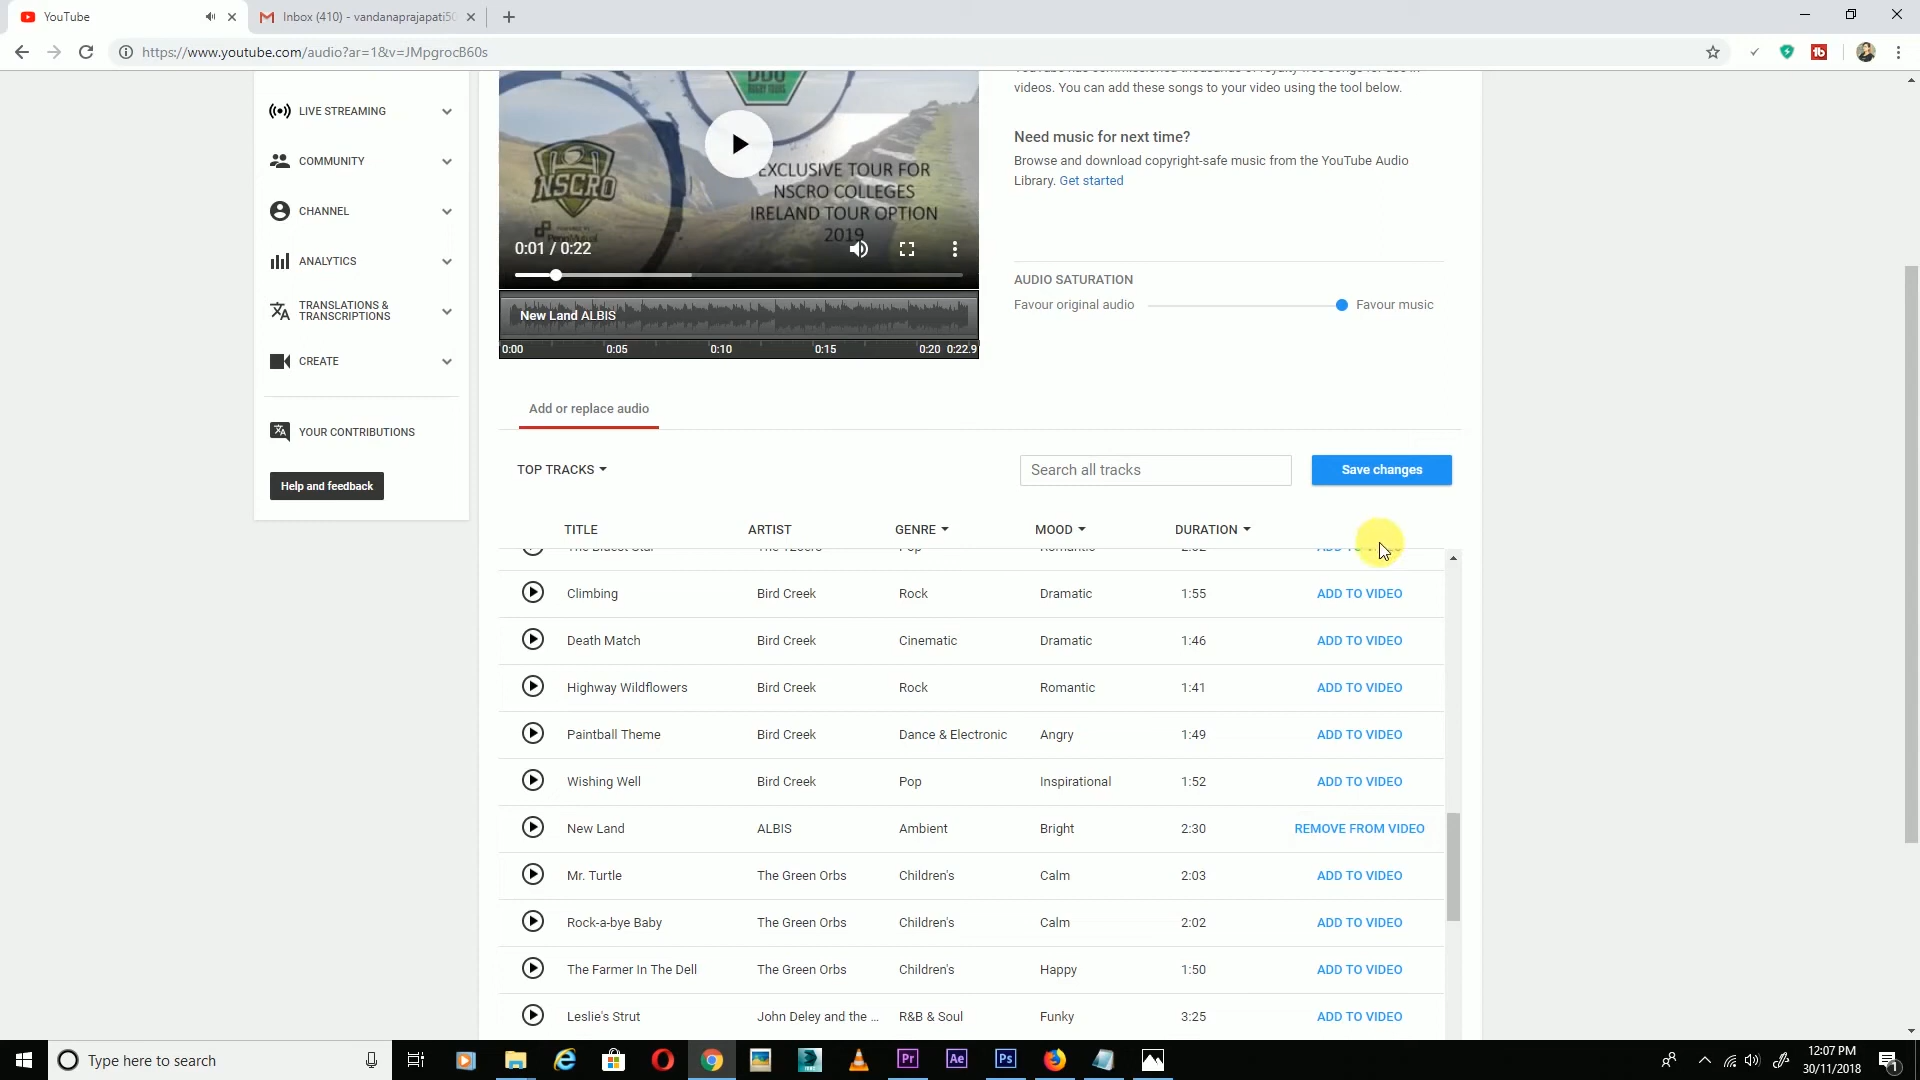 YouTube
Inbox (410) - vandanaprajapati50
https://www.youtube.com/audio?ar=1&v=JMpgrocB60s
LIVE STREAMING
COMMUNITY
CHANNEL
ANALYTICS
TRANSLATIONS &
TRANSCRIPTIONS
CREATE
YOUR CONTRIBUTIONS
Help and feedback
RUGBY TOURS
NSCRO
EXCLUSIVE TOUR FOR
NSCRO COLLEGES
IRELAND TOUR OPTION
2019
0:01 / 0:22
New Land ALBIS
0:00 0:05 0:10 0:15 0:20 0:22.9
videos. You can add these songs to your video using the tool below.
Need music for next time?
Browse and download copyright-safe music from the YouTube Audio
Library. Get started
AUDIO SATURATION
Favour original audio Favour music
Add or replace audio
TOP TRACKS Search all tracks Save changes
TITLE ARTIST GENRE MOOD DURATION
Climbing Bird Creek Rock Dramatic 1:55 ADD TO VIDEO
Death Match Bird Creek Cinematic Dramatic 1:46 ADD TO VIDEO
Highway Wildflowers Bird Creek Rock Romantic 1:41 ADD TO VIDEO
Paintball Theme Bird Creek Dance & Electronic Angry 1:49 ADD TO VIDEO
Wishing Well Bird Creek Pop Inspirational 1:52 ADD TO VIDEO
New Land ALBIS Ambient Bright 2:30 REMOVE FROM VIDEO
Mr. Turtle The Green Orbs Children's Calm 2:03 ADD TO VIDEO
Rock-a-bye Baby The Green Orbs Children's Calm 2:02 ADD TO VIDEO
The Farmer In The Dell The Green Orbs Children's Happy 1:50 ADD TO VIDEO
Leslie's Strut John Deley and the ... R&B & Soul Funky 3:25 ADD TO VIDEO
Type here to search
Pr
Ae
Ps
12:07 PM
30/11/2018
1